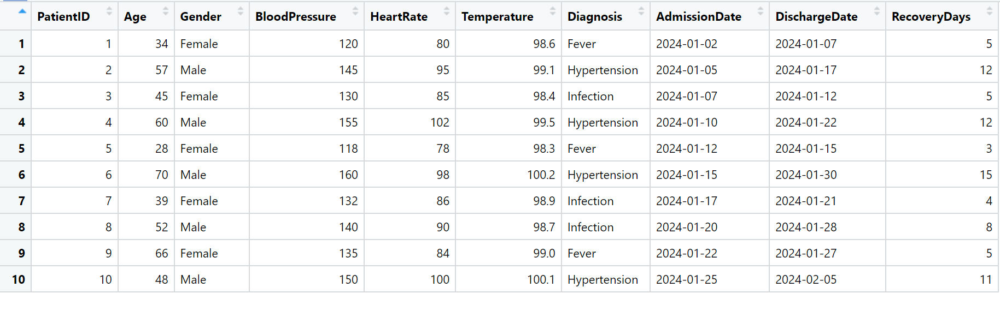 PatientID Age Gender BloodPressure HeartRate Temperature Diagnosis AdmissionDate DischargeDate RecoveryDays
1 1 34 Female 120 80 98.6 Fever 2024-01-02 2024-01-07 5
2 2 57 Male 145 95 99.1 Hypertension 2024-01-05 2024-01-17 12
3 3 45 Female 130 85 98.4 Infection 2024-01-07 2024-01-12 5
4 4 60 Male 155 102 99.5 Hypertension 2024-01-10 2024-01-22 12
5 5 28 Female 118 78 98.3 Fever 2024-01-12 2024-01-15 3
6 6 70 Male 160 98 100.2 Hypertension 2024-01-15 2024-01-30 15
7 7 39 Female 132 86 98.9 Infection 2024-01-17 2024-01-21 4
8 8 52 Male 140 90 98.7 Infection 2024-01-20 2024-01-28 8
9 9 66 Female 135 84 99.0 Fever 2024-01-22 2024-01-27 5
10 10 48 Male 150 100 100.1 Hypertension 2024-01-25 2024-02-05 11